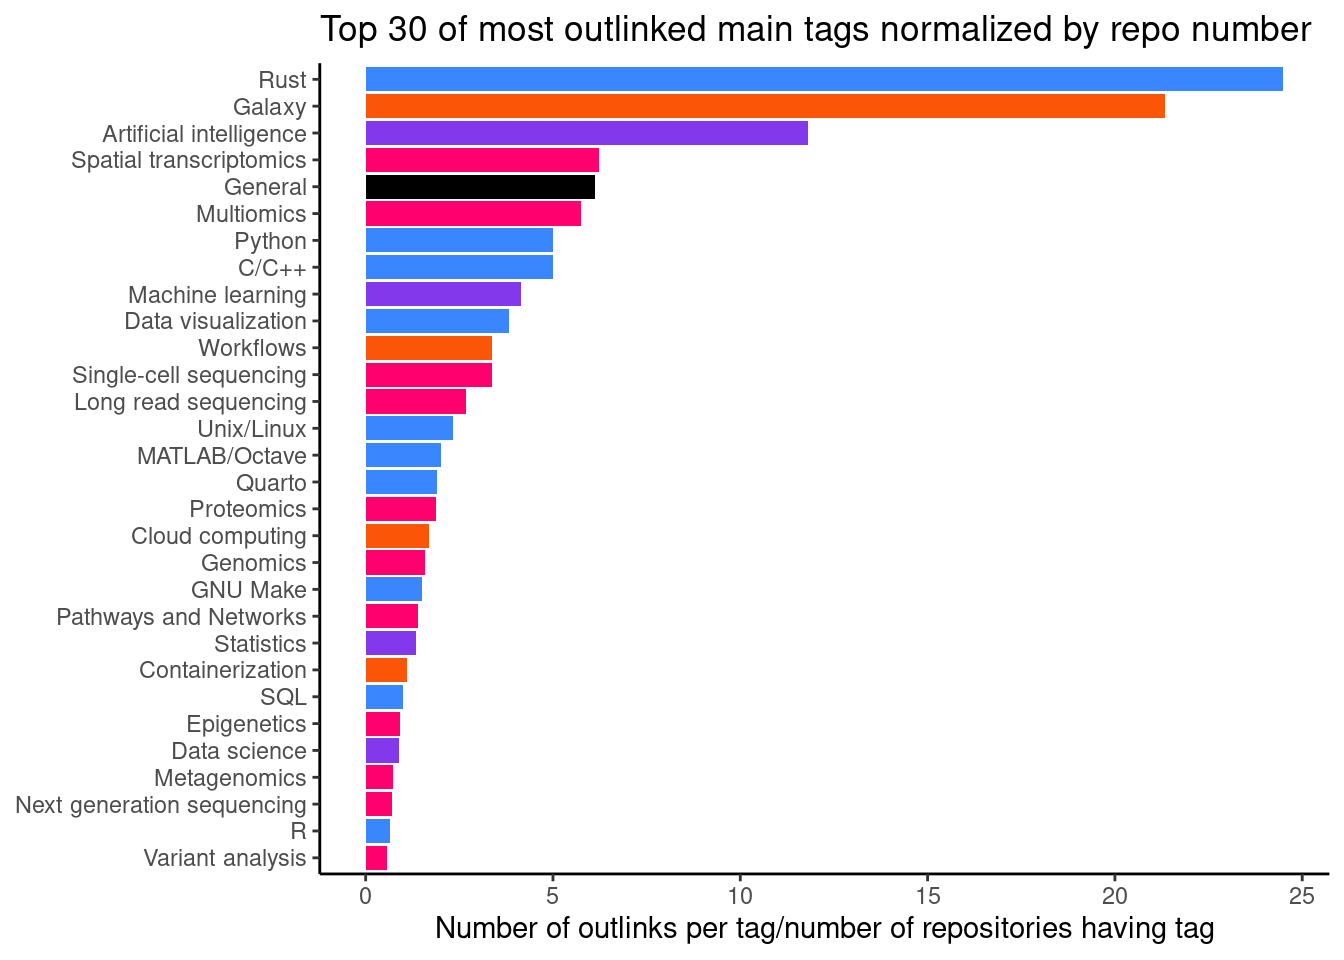 Top 30 of most outlinked main tags normalized by repo number
Rust
Galaxy
Artificial intelligence
Spatial transcriptomics
General
Multiomics
Python
C/C++
Machine learning
Data visualization
Workflows
Single-cell sequencing
Long read sequencing
Unix/Linux
MATLAB/Octave
Quarto
Proteomics
Cloud computing
Genomics
GNU Make
Pathways and Networks
Statistics
Containerization
SQL
Epigenetics
Data science
Metagenomics
Next generation sequencing
R
Variant analysis
0 5 10 15 20 25
Number of outlinks per tag/number of repositories having tag